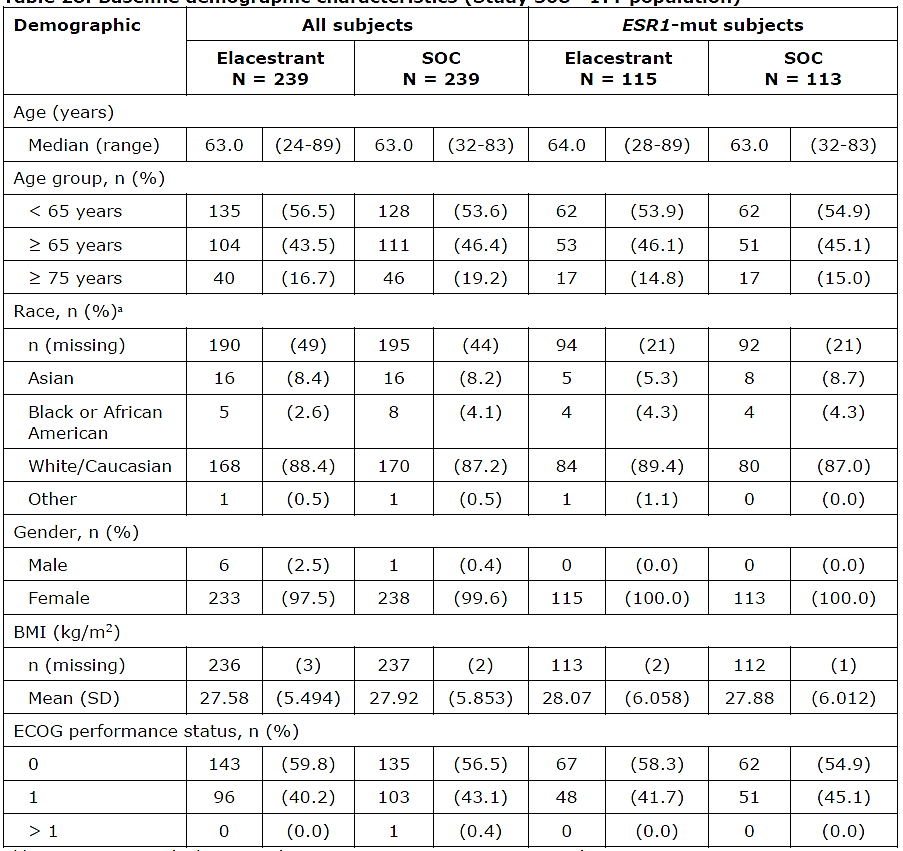 Demographic All subjects ESR1-mut subjects
Elacestrant SOC Elacestrant SOC
N = 239 N = 239 N = 115 N = 113
Age (years)
Median (range) 63.0 (24-89) 63.0 (32-83) 64.0 (28-89) 63.0 (32-83)
Age group, n (%)
< 65 years 135 (56.5) 128 (53.6) 62 (53.9) 62 (54.9)
≥ 65 years 104 (43.5) 111 (46.4) 53 (46.1) 51 (45.1)
≥ 75 years 40 (16.7) 46 (19.2) 17 (14.8) 17 (15.0)
Race, n (%)ᵃ
n (missing) 190 (49) 195 (44) 94 (21) 92 (21)
Asian 16 (8.4) 16 (8.2) 5 (5.3) 8 (8.7)
Black or African 5 (2.6) 8 (4.1) 4 (4.3) 4 (4.3)
American
White/Caucasian 168 (88.4) 170 (87.2) 84 (89.4) 80 (87.0)
Other 1 (0.5) 1 (0.5) 1 (1.1) 0 (0.0)
Gender, n (%)
Male 6 (2.5) 1 (0.4) 0 (0.0) 0 (0.0)
Female 233 (97.5) 238 (99.6) 115 (100.0) 113 (100.0)
BMI (kg/m²)
n (missing) 236 (3) 237 (2) 113 (2) 112 (1)
Mean (SD) 27.58 (5.494) 27.92 (5.853) 28.07 (6.058) 27.88 (6.012)
ECOG performance status, n (%)
0 143 (59.8) 135 (56.5) 67 (58.3) 62 (54.9)
1 96 (40.2) 103 (43.1) 48 (41.7) 51 (45.1)
> 1 0 (0.0) 1 (0.4) 0 (0.0) 0 (0.0)